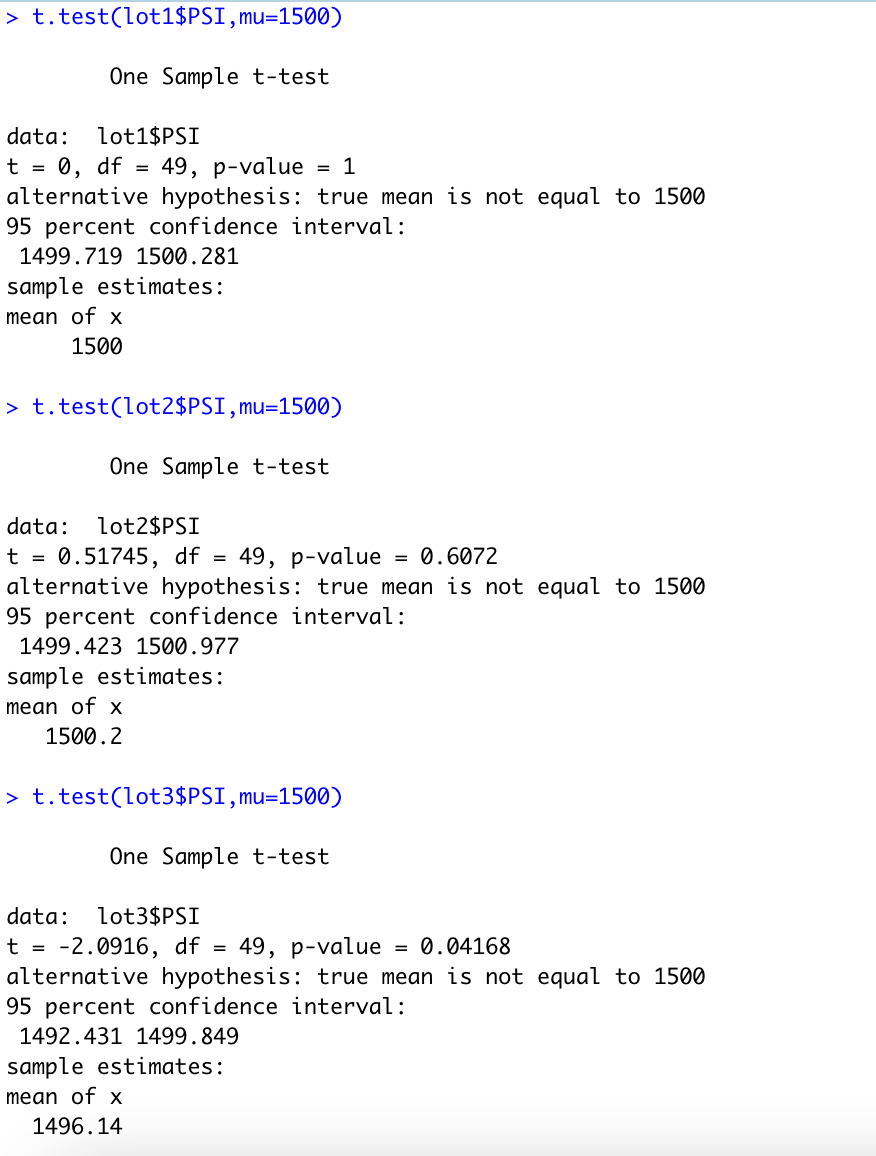 > t.test(lot1$PSI,mu=1500)
One Sample t-test
data:  lot1$PSI
t = 0, df = 49, p-value = 1
alternative hypothesis: true mean is not equal to 1500
95 percent confidence interval:
1499.719 1500.281
sample estimates:
mean of x
1500
> t.test(lot2$PSI,mu=1500)
One Sample t-test
data:  lot2$PSI
t = 0.51745, df = 49, p-value = 0.6072
alternative hypothesis: true mean is not equal to 1500
95 percent confidence interval:
1499.423 1500.977
sample estimates:
mean of x
1500.2
> t.test(lot3$PSI,mu=1500)
One Sample t-test
data:  lot3$PSI
t = -2.0916, df = 49, p-value = 0.04168
alternative hypothesis: true mean is not equal to 1500
95 percent confidence interval:
1492.431 1499.849
sample estimates:
mean of x
1496.14